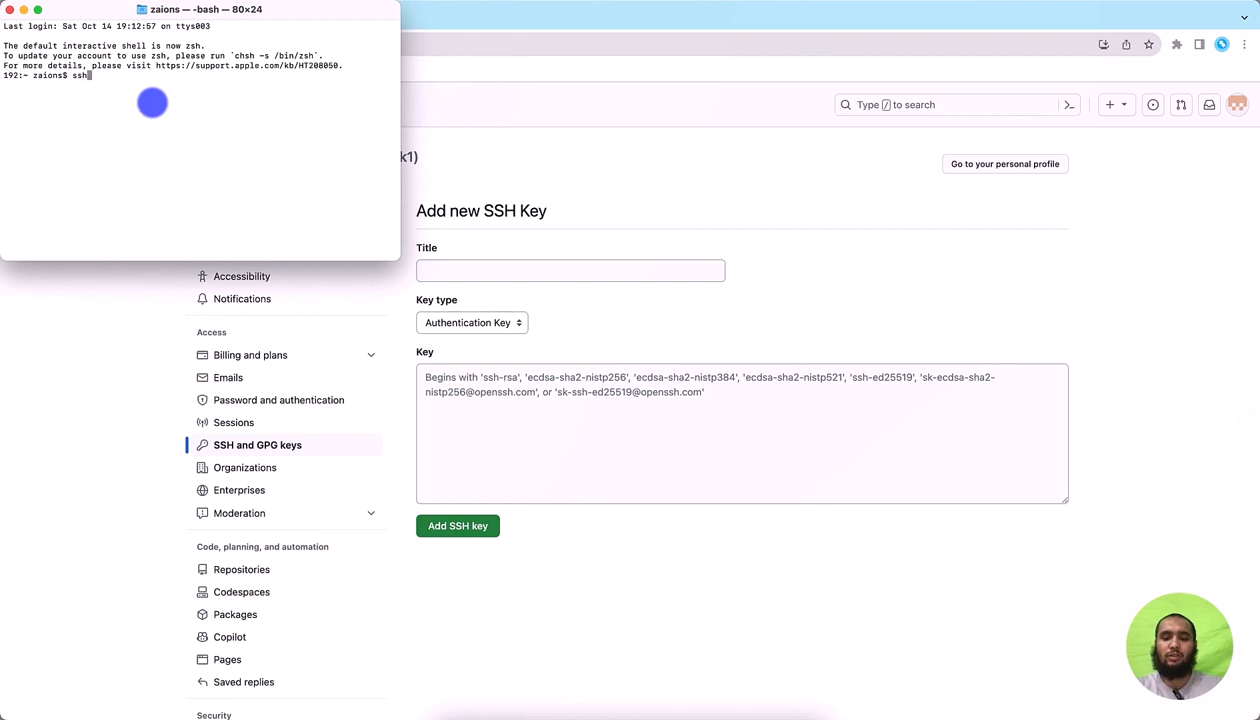 zaions — -bash — 80×24
Last login: Sat Oct 14 19:12:57 on ttys003
The default interactive shell is now zsh.
To update your account to use zsh, please run `chsh -s /bin/zsh`.
For more details, please visit https://support.apple.com/kb/HT208050.
192:~ zaions$ ssh
Type / to search
k1)
Go to your personal profile
Add new SSH Key
Title
Key type
Authentication Key
Key
Begins with 'ssh-rsa', 'ecdsa-sha2-nistp256', 'ecdsa-sha2-nistp384', 'ecdsa-sha2-nistp521', 'ssh-ed25519', 'sk-ecdsa-sha2-
nistp256@openssh.com', or 'sk-ssh-ed25519@openssh.com'
Add SSH key
Accessibility
Notifications
Access
Billing and plans
Emails
Password and authentication
Sessions
SSH and GPG keys
Organizations
Enterprises
Moderation
Code, planning, and automation
Repositories
Codespaces
Packages
Copilot
Pages
Saved replies
Security